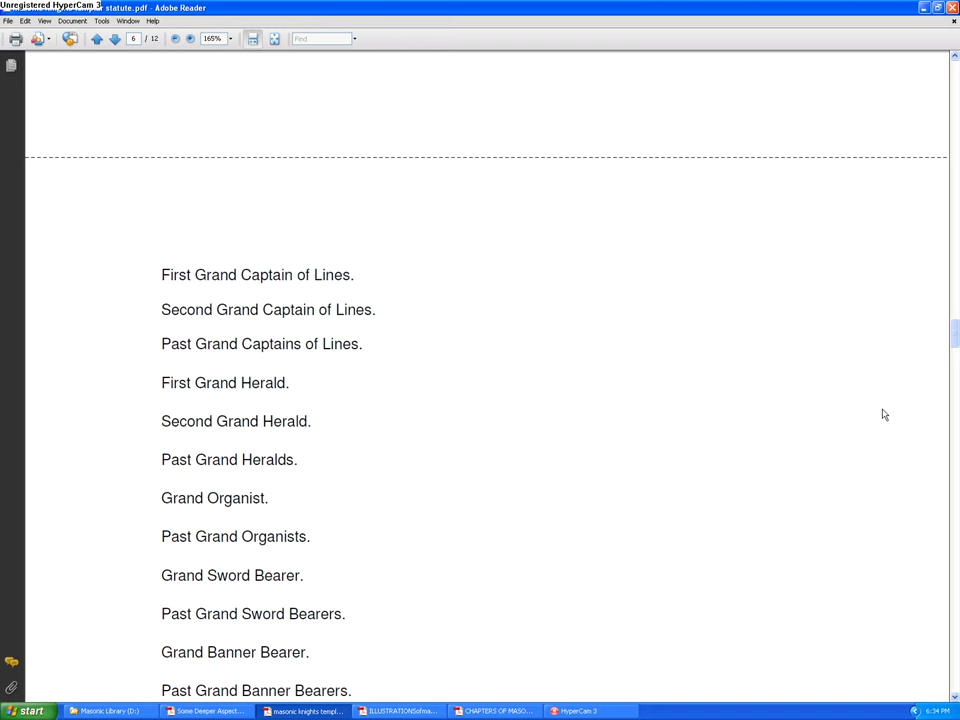 Unregistered HyperCam 3
statute.pdf - Adobe Reader
File Edit View Document Tools Window Help
6 / 12 165% Find
First Grand Captain of Lines.
Second Grand Captain of Lines.
Past Grand Captains of Lines.
First Grand Herald.
Second Grand Herald.
Past Grand Heralds.
Grand Organist.
Past Grand Organists.
Grand Sword Bearer.
Past Grand Sword Bearers.
Grand Banner Bearer.
Past Grand Banner Bearers.
start Masonic Library (D:) Some Deeper Aspect... masonic knights templ... ILLUSTRATIONSofma... CHAPTERS OF MASO... HyperCam 3 6:34 PM